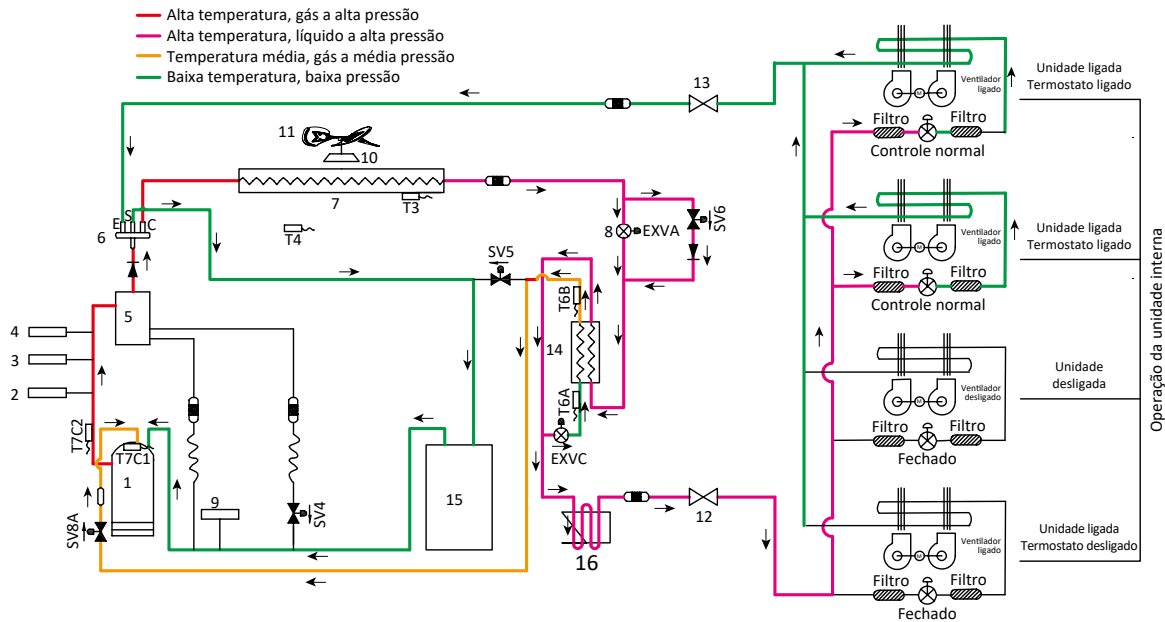 Alta temperatura, gás a alta pressão
Alta temperatura, líquido a alta pressão
Temperatura média, gás a média pressão
Baixa temperatura, baixa pressão
13
11
10
7
T3
T4
E
S
C
6
8
EXVA
SV6
SV5
T6B
14
T6A
EXVC
5
4
3
2
T7C2
T7C1
1
SV8A
9
SV4
15
16
12
Ventilador
ligado
M
Filtro
Filtro
Controle normal
Unidade ligada
Termostato ligado
Ventilador
ligado
M
Filtro
Filtro
Controle normal
Unidade ligada
Termostato ligado
Ventilador
desligado
M
Filtro
Filtro
Fechado
Unidade
desligada
Ventilador
ligado
M
Filtro
Filtro
Fechado
Unidade ligada
Termostato desligado
Operação da unidade interna